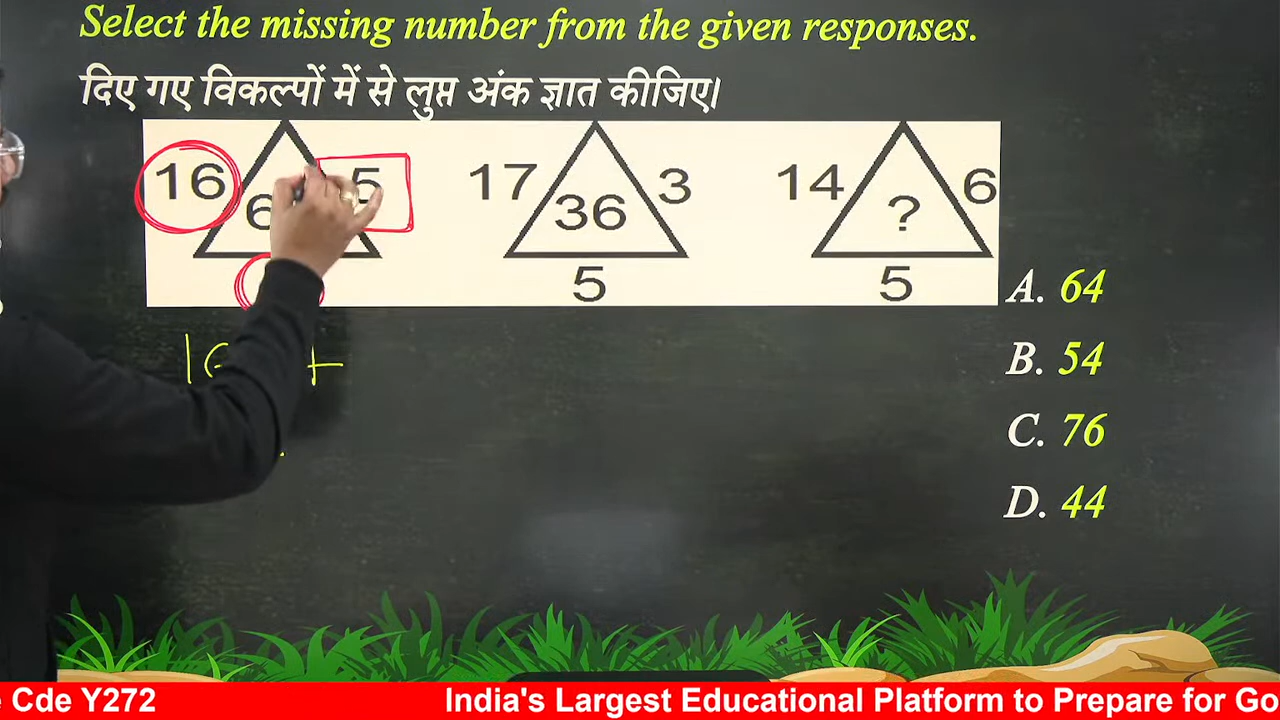 Select the missing number from the given responses.
दिए गए विकल्पों में से लुप्त अंक ज्ञात कीजिए।
16 5
17 36 3
5
14 ? 6
5
A. 64
B. 54
C. 76
D. 44
+
Cde Y272
India's Largest Educational Platform to Prepare for